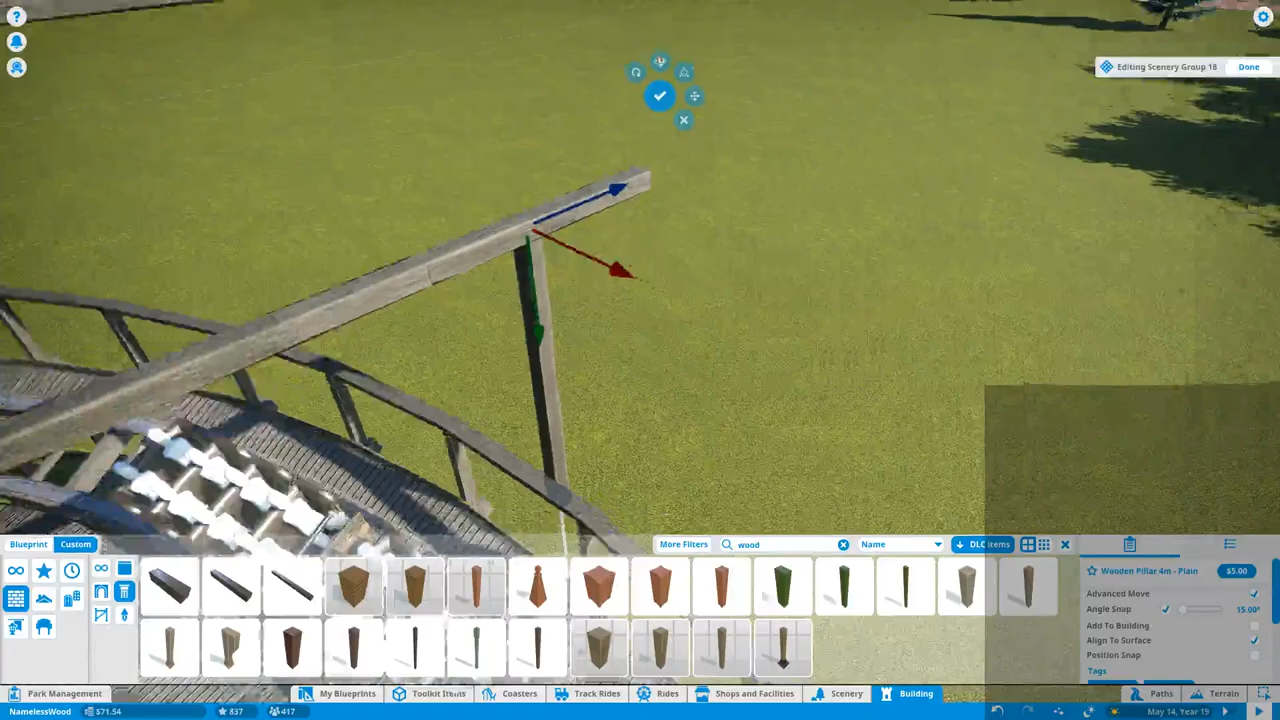 ?
Editing Scenery Group 18 Done
Blueprint Custom More Filters wood Name DLC Items
Wooden Pillar 4m - Plain $5.00
Advanced Move
Angle Snap 15.00°
Add To Building
Align To Surface
Position Snap
Tags
Park Management My Blueprints Toolkit Items Coasters Track Rides Rides Shops and Facilities Scenery Building Paths Terrain
NamelessWood $71.54 837 417 May 14, Year 19